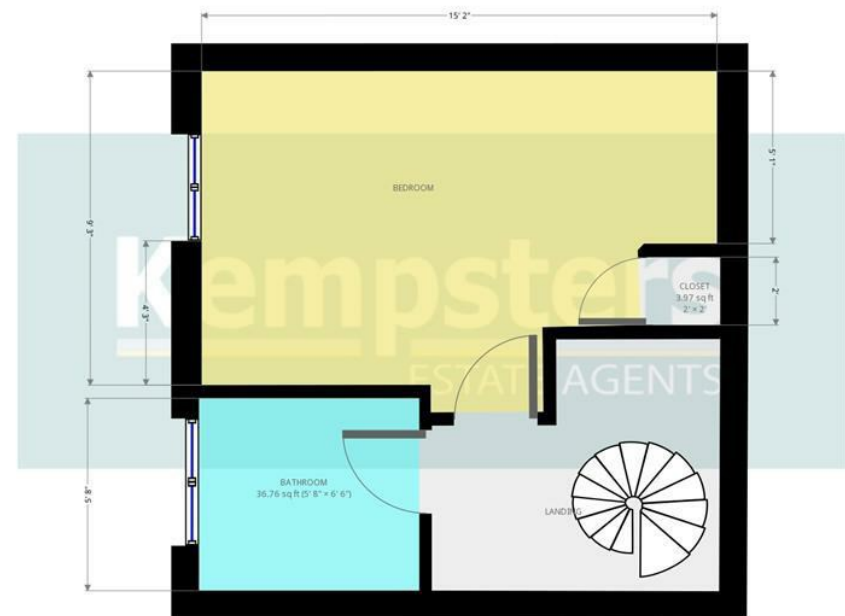 15' 2"
9' 3"
5' 1"
BEDROOM
4' 3"
2'
CLOSET
3.97 sq ft
2' × 2'
Kempsters
ESTATE AGENTS
5' 8"
BATHROOM
36.76 sq ft (5' 8" × 6' 6")
LANDING